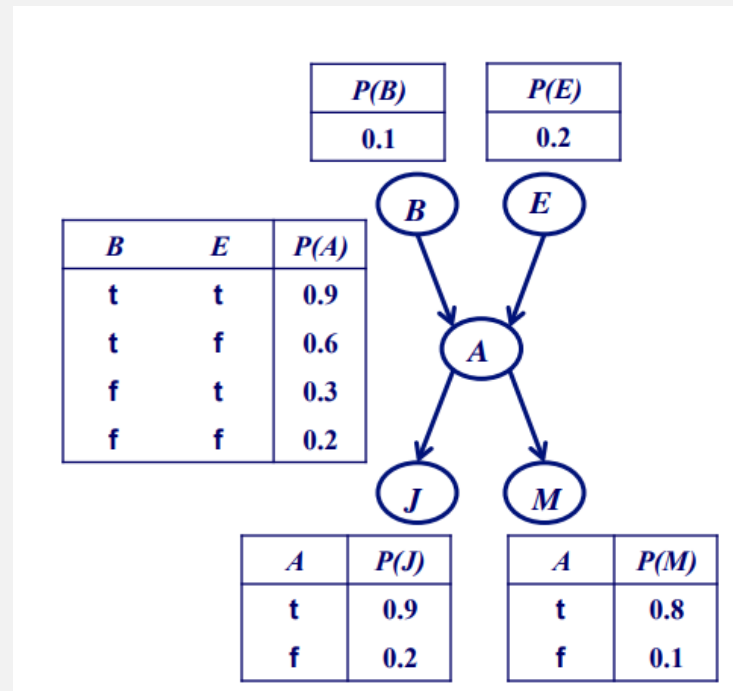 P(B) P(E)
0.1 0.2
B E
B E P(A)
t t 0.9
t f 0.6
f t 0.3
f f 0.2
A
J M
A P(J) A P(M)
t 0.9 t 0.8
f 0.2 f 0.1